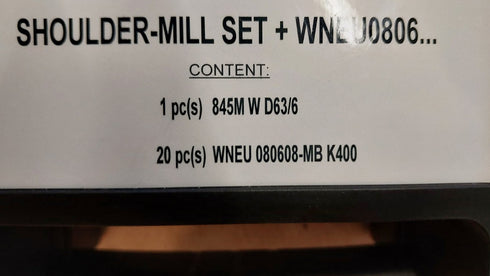 SHOULDER-MILL SET + WNEU0806...
CONTENT:
1 pc(s) 845M W D63/6
20 pc(s) WNEU 080608-MB K400